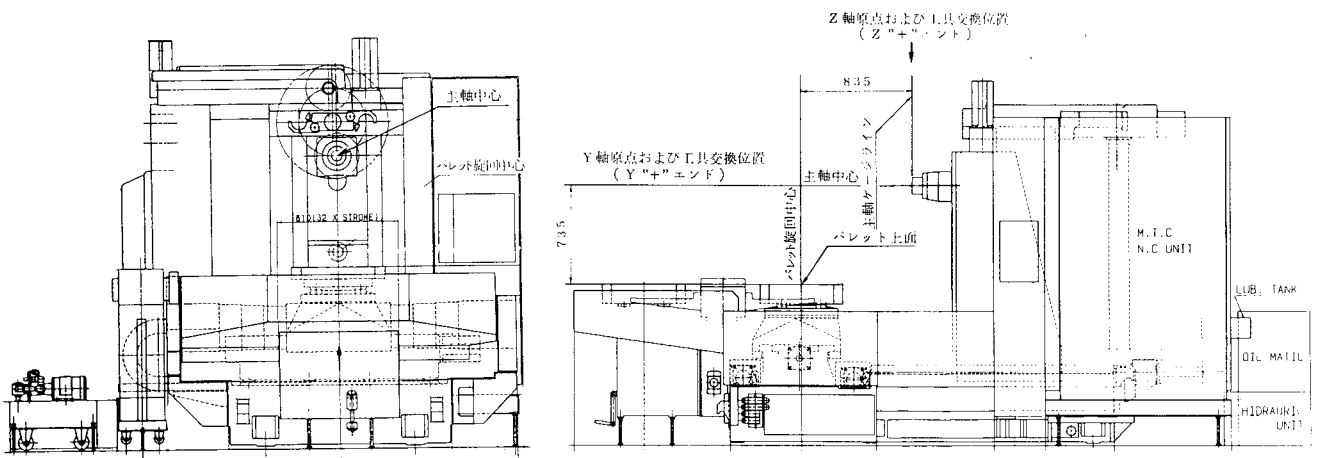 主軸中心
パレット旋回中心
810(32 X STROKE)
Z 軸原点および工具交換位置
( Z "+" エンド )
835
Y 軸原点および工具交換位置
( Y "+" エンド )
主軸中心
主軸ゲージライン
735
パレット旋回中心
パレット上面
M.T.C
N.C UNIT
LUB. TANK
OIL MATIC
HIDRAURIC
UNIT